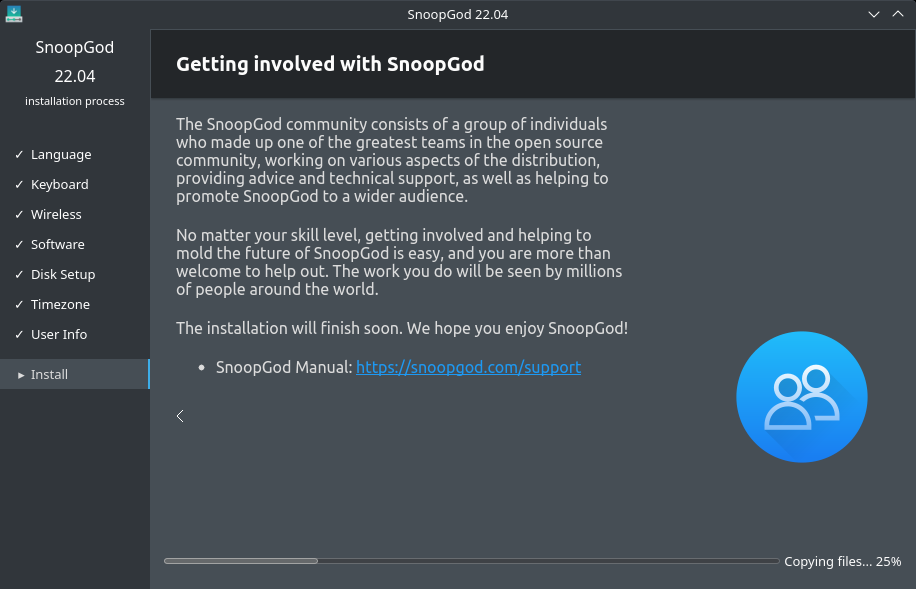 SnoopGod 22.04
SnoopGod
22.04
installation process
✓ Language
✓ Keyboard
✓ Wireless
✓ Software
✓ Disk Setup
✓ Timezone
✓ User Info
▸ Install
Getting involved with SnoopGod
The SnoopGod community consists of a group of individuals
who made up one of the greatest teams in the open source
community, working on various aspects of the distribution,
providing advice and technical support, as well as helping to
promote SnoopGod to a wider audience.
No matter your skill level, getting involved and helping to
mold the future of SnoopGod is easy, and you are more than
welcome to help out. The work you do will be seen by millions
of people around the world.
The installation will finish soon. We hope you enjoy SnoopGod!
• SnoopGod Manual: https://snoopgod.com/support
Copying files... 25%